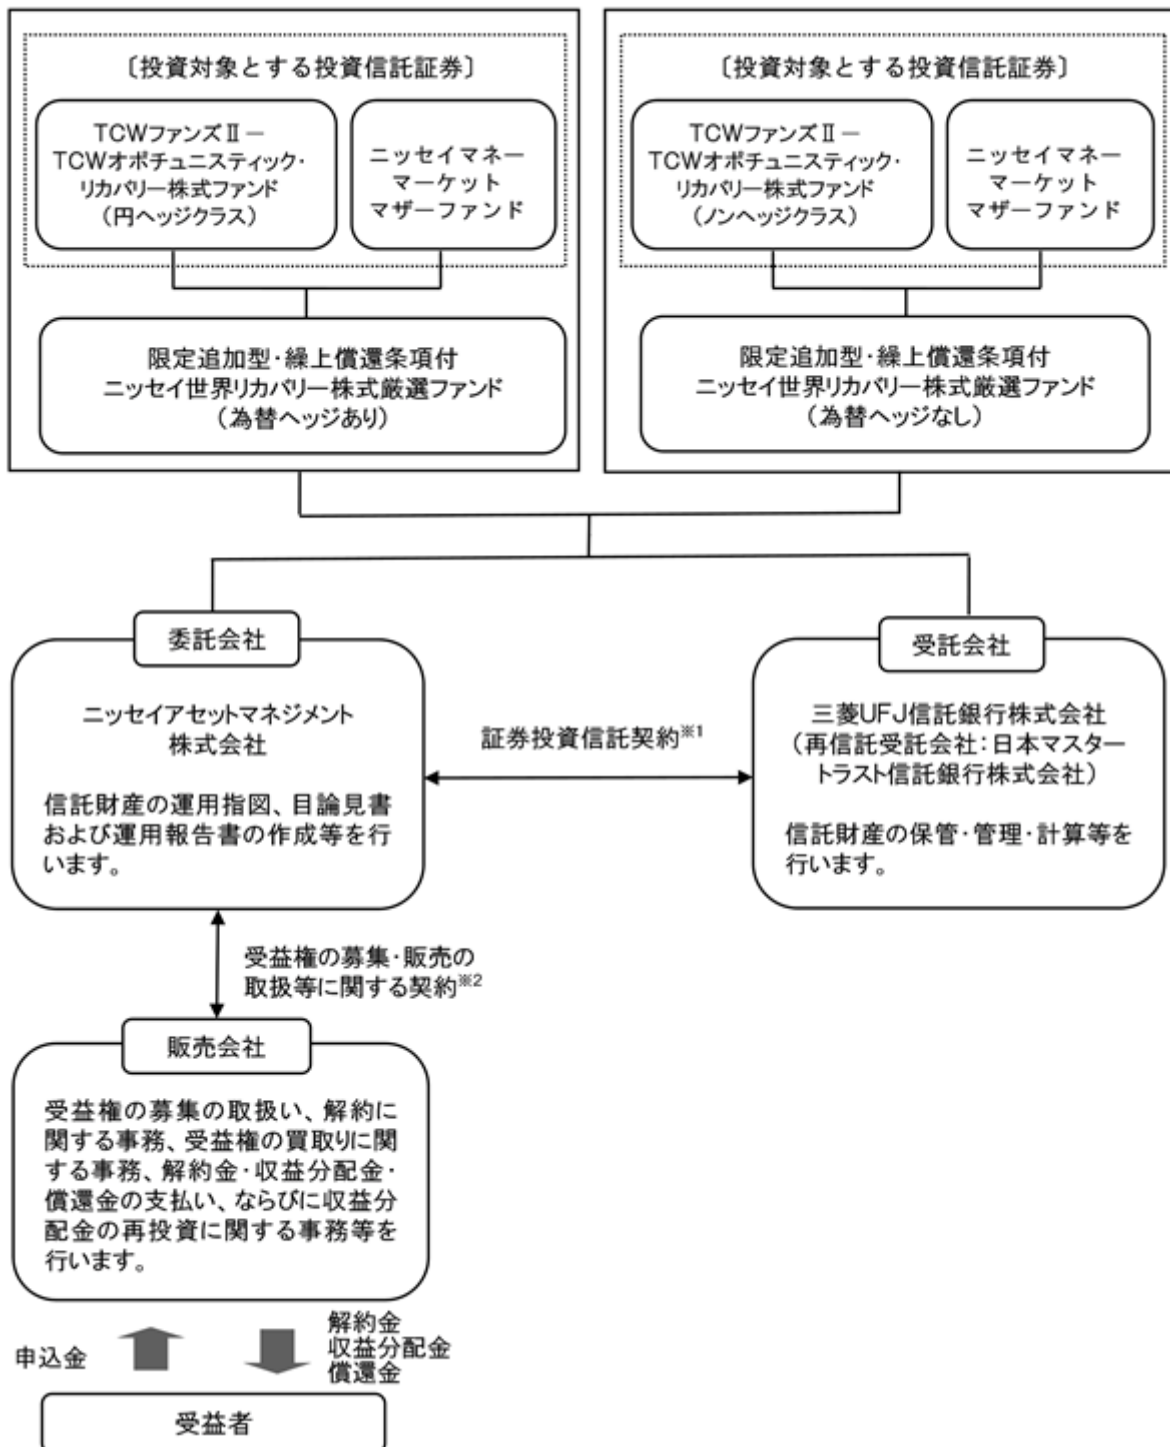 〔投資対象とする投資信託証券〕
TCWファンズⅡ－
TCWオポチュニスティック・
リカバリー株式ファンド
（円ヘッジクラス）
ニッセイマネー
マーケット
マザーファンド
限定追加型・繰上償還条項付
ニッセイ世界リカバリー株式厳選ファンド
（為替ヘッジあり）
〔投資対象とする投資信託証券〕
TCWファンズⅡ－
TCWオポチュニスティック・
リカバリー株式ファンド
（ノンヘッジクラス）
ニッセイマネー
マーケット
マザーファンド
限定追加型・繰上償還条項付
ニッセイ世界リカバリー株式厳選ファンド
（為替ヘッジなし）
委託会社
ニッセイアセットマネジメント
株式会社
信託財産の運用指図、目論見書
および運用報告書の作成等を行
います。
証券投資信託契約※1
受託会社
三菱UFJ信託銀行株式会社
（再信託受託会社：日本マスター
トラスト信託銀行株式会社）
信託財産の保管・管理・計算等を
行います。
受益権の募集・販売の
取扱等に関する契約※2
販売会社
受益権の募集の取扱い、解約に
関する事務、受益権の買取りに関
する事務、解約金・収益分配金・
償還金の支払い、ならびに収益分
配金の再投資に関する事務等を
行います。
申込金
解約金
収益分配金
償還金
受益者